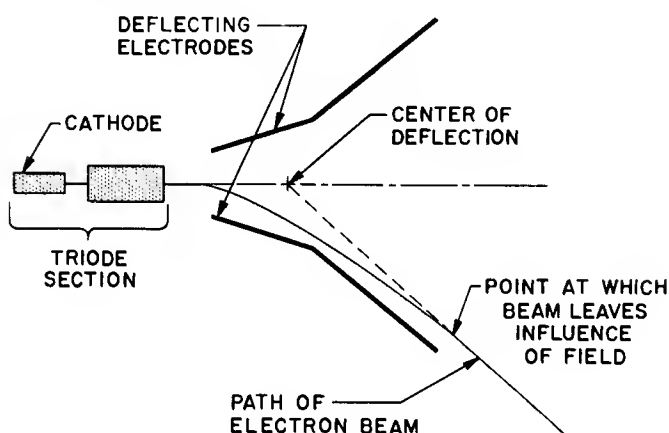 DEFLECTING
ELECTRODES
CATHODE
CENTER OF
DEFLECTION
TRIODE
SECTION
POINT AT WHICH
BEAM LEAVES
INFLUENCE
OF FIELD
PATH OF
ELECTRON BEAM